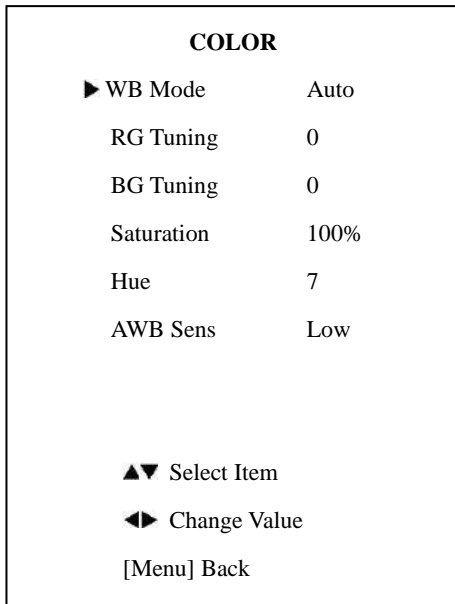 COLOR
▶ WB Mode Auto
RG Tuning 0
BG Tuning 0
Saturation 100%
Hue 7
AWB Sens Low
▲▼ Select Item
◀▶ Change Value
[Menu] Back